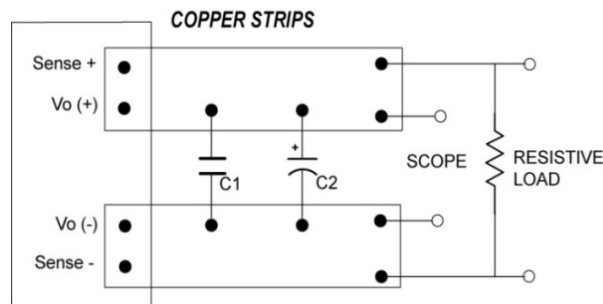 COPPER STRIPS
Sense +
Vo (+)
+
C1
C2
SCOPE
RESISTIVE
LOAD
Vo (-)
Sense -